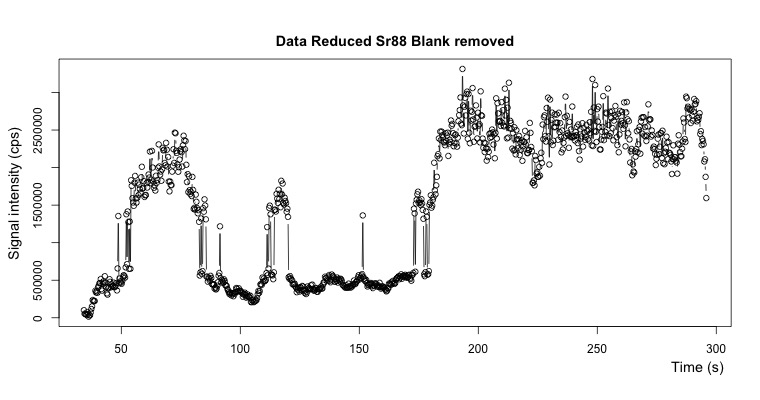 Data Reduced Sr88 Blank removed
Signal intensity (cps)
2500000
1500000
500000
0
50 100 150 200 250 300
Time (s)